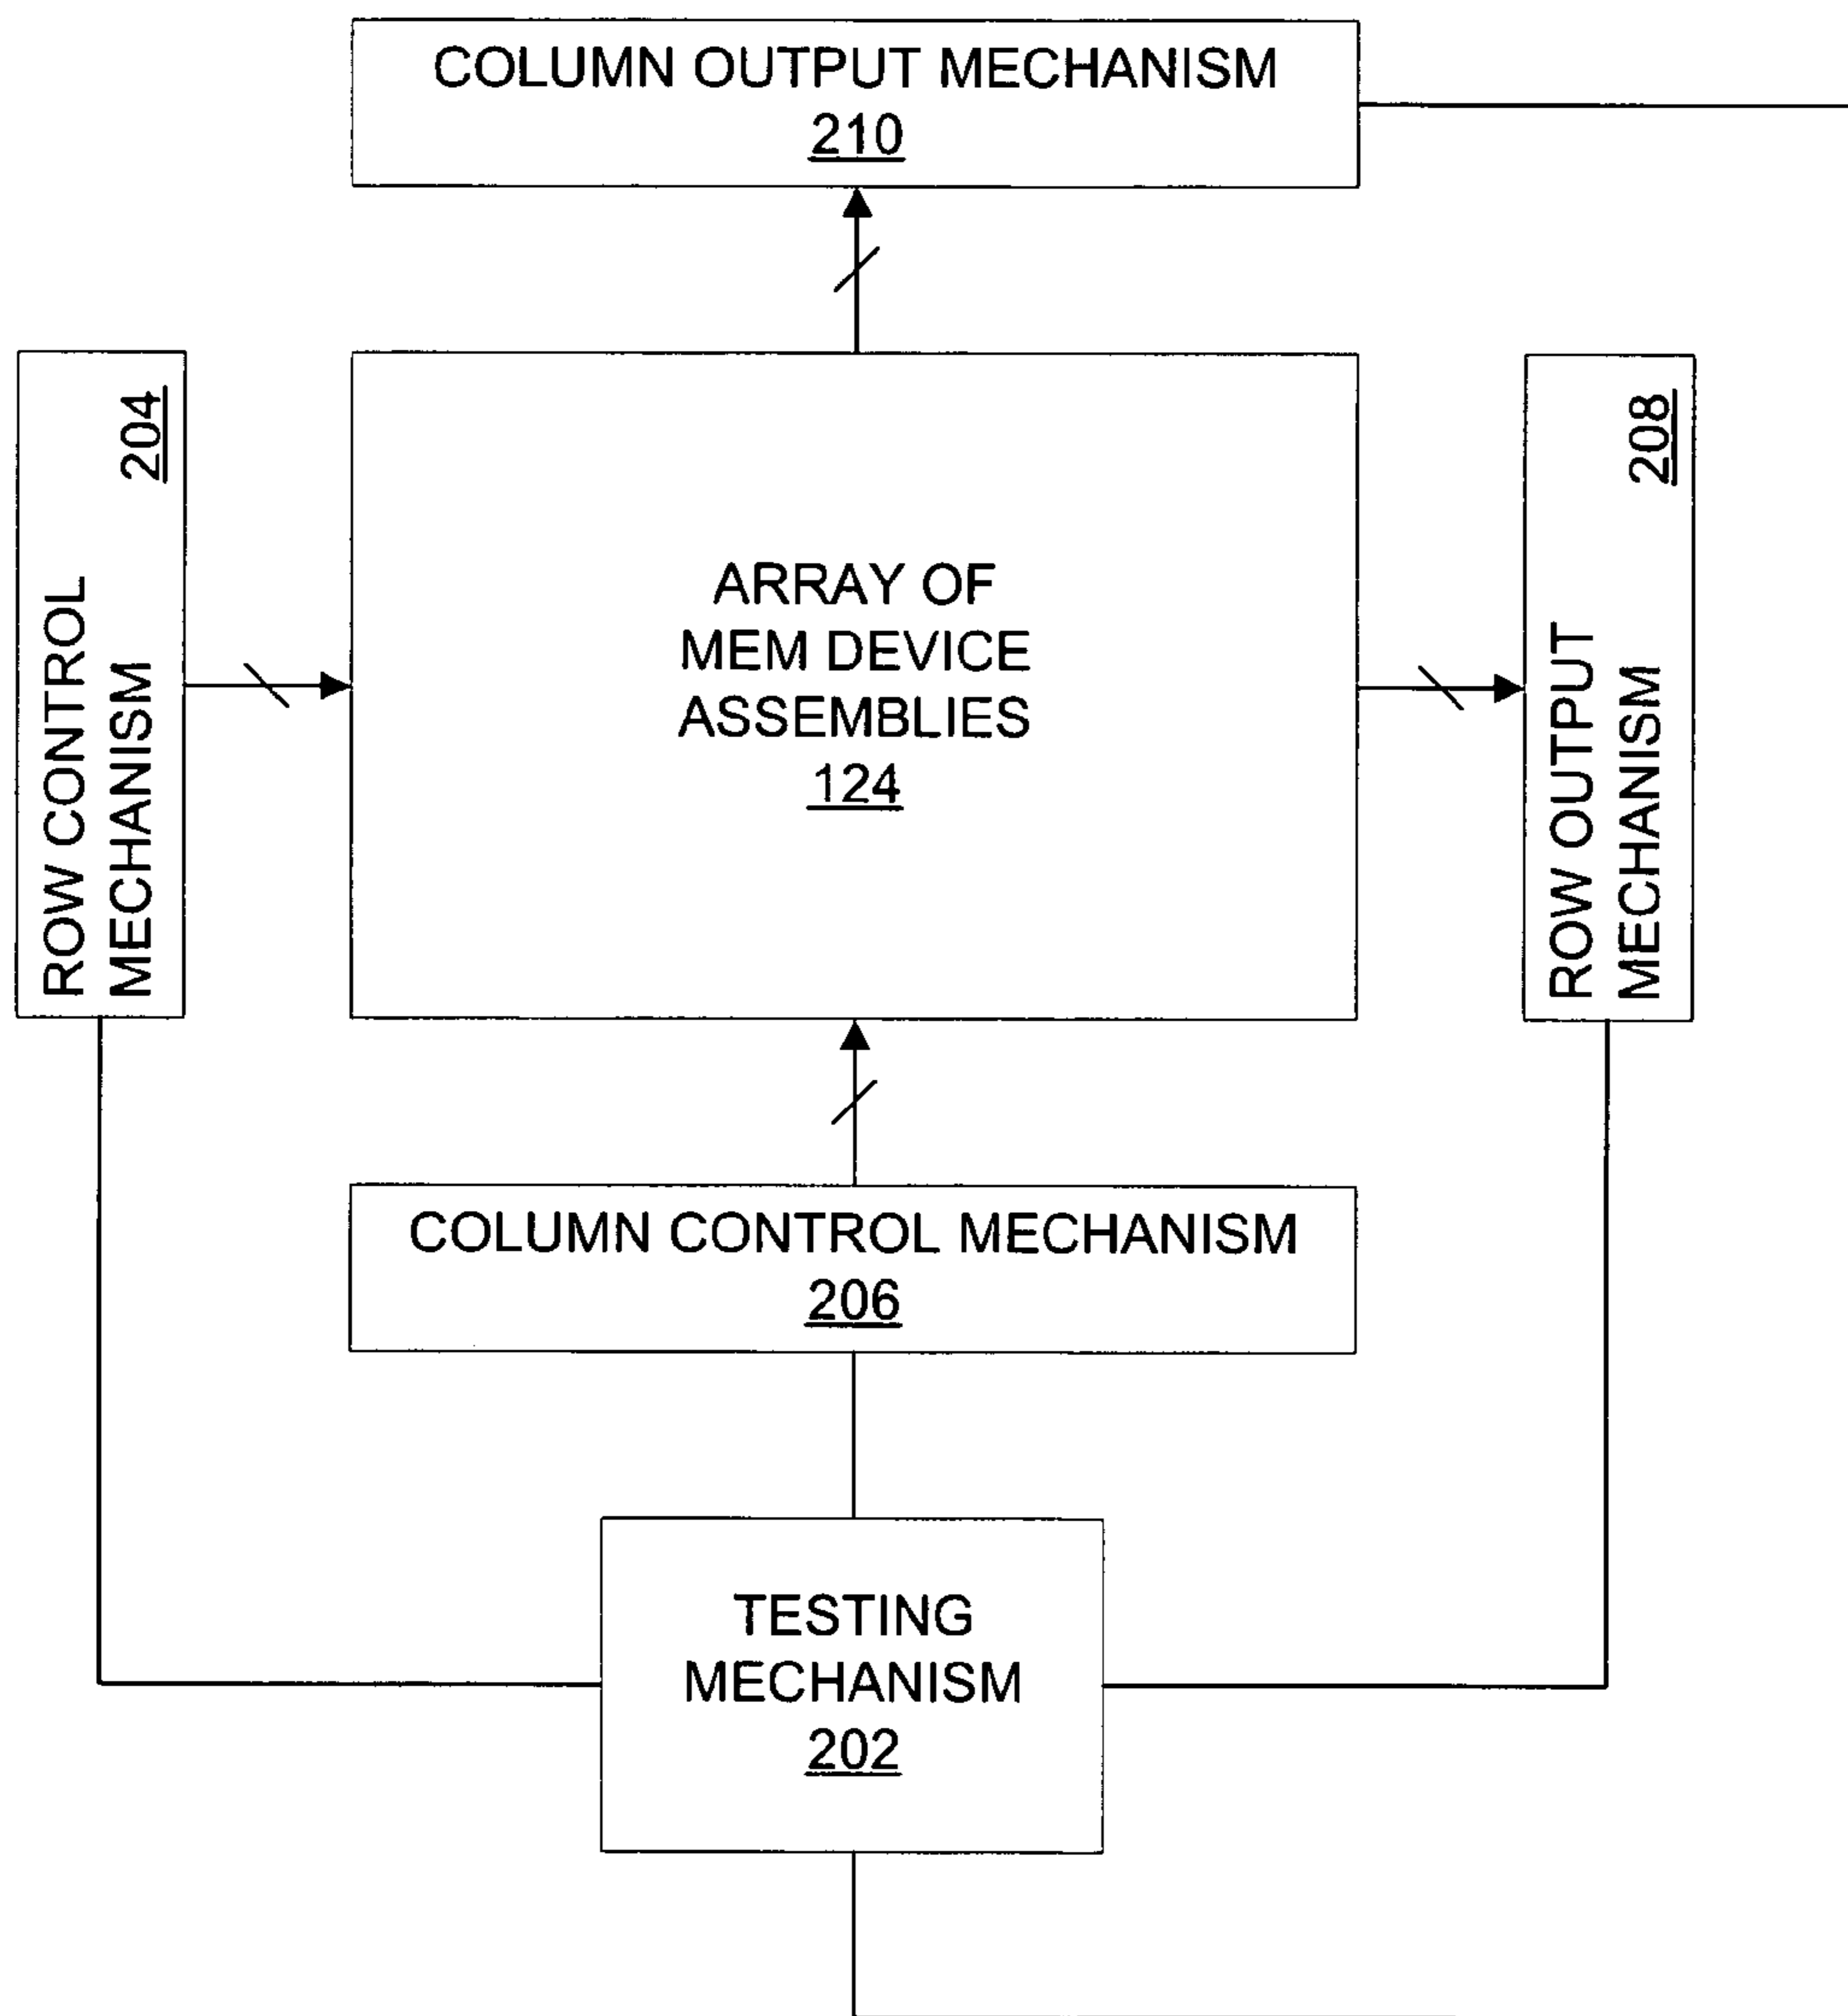 COLUMN OUTPUT MECHANISM
210
ROW CONTROL
MECHANISM
204
ARRAY OF
MEM DEVICE
ASSEMBLIES
124
ROW OUTPUT
MECHANISM
208
COLUMN CONTROL MECHANISM
206
TESTING
MECHANISM
202